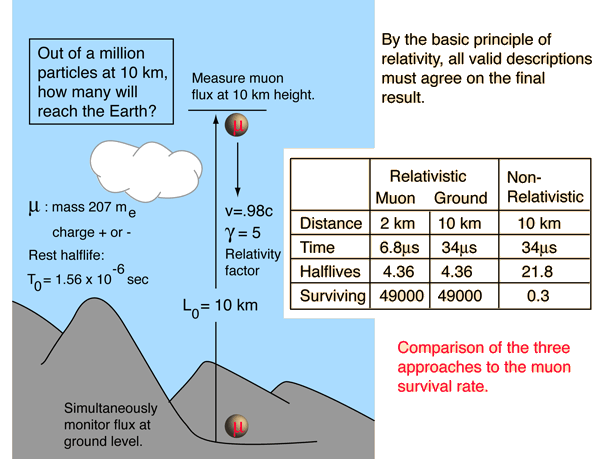 Out of a million
particles at 10 km,
how many will
reach the Earth?
Measure muon
flux at 10 km height.
μ
μ : mass 207 mₑ
charge + or -
Rest halflife:
T₀= 1.56 x 10⁻⁶ sec
v=.98c
γ = 5
Relativity
factor
L₀= 10 km
Simultaneously
monitor flux at
ground level.
μ
By the basic principle of
relativity, all valid descriptions
must agree on the final
result.
Relativistic Non-
Muon Ground Relativistic
Distance 2 km 10 km 10 km
Time 6.8μs 34μs 34μs
Halflives 4.36 4.36 21.8
Surviving 49000 49000 0.3
Comparison of the three
approaches to the muon
survival rate.